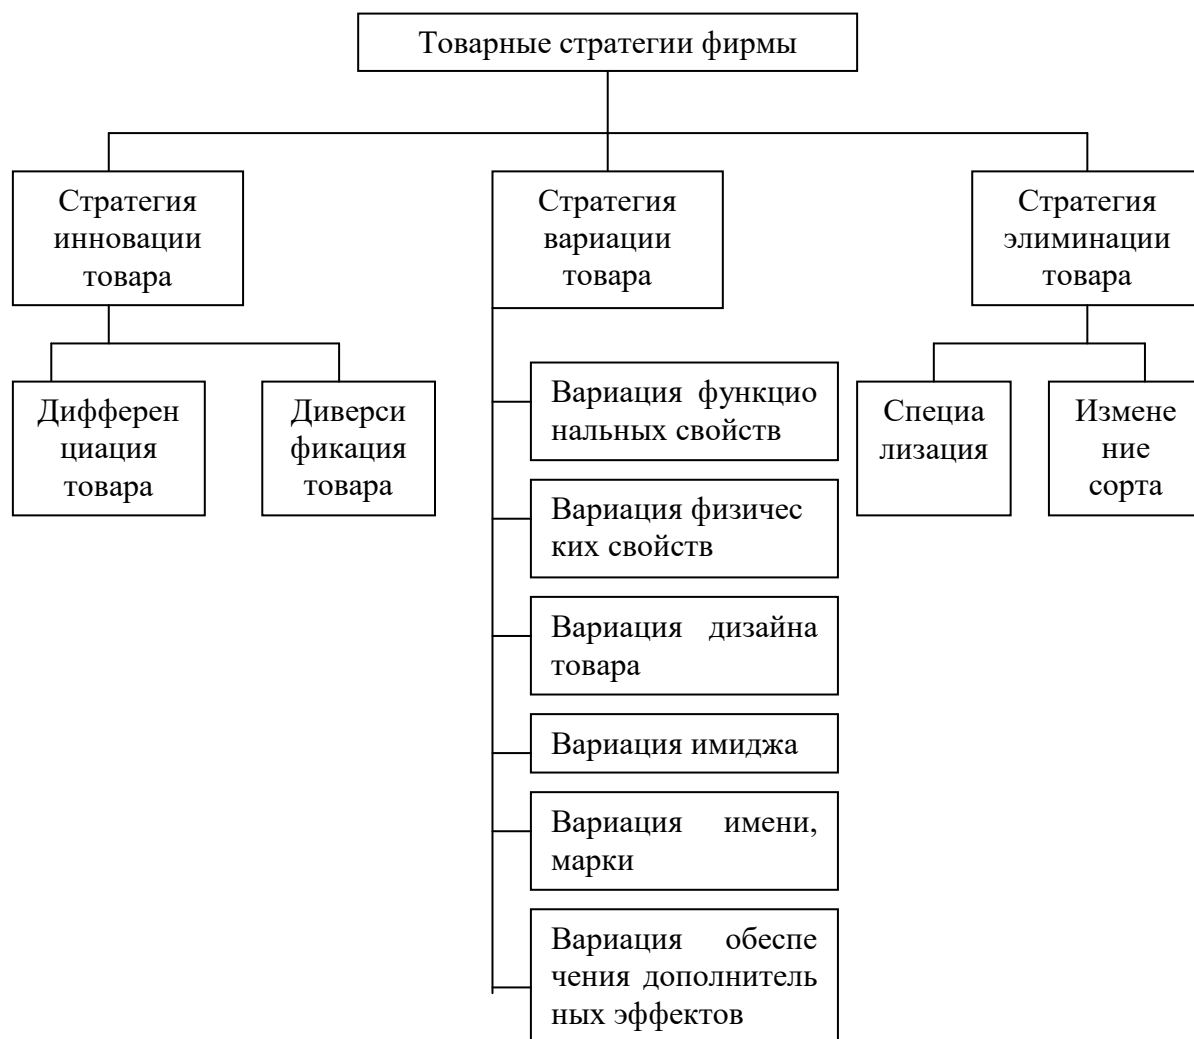 Товарные стратегии фирмы
Стратегия
инновации
товара
Стратегия
вариации
товара
Стратегия
элиминации
товара
Дифферен
циация
товара
Диверси
фикация
товара
Вариация функцио
нальных свойств
Вариация физичес
ких свойств
Вариация дизайна
товара
Вариация имиджа
Вариация имени,
марки
Вариация обеспе
чения дополнитель
ных эффектов
Специа
лизация
Измене
ние
сорта